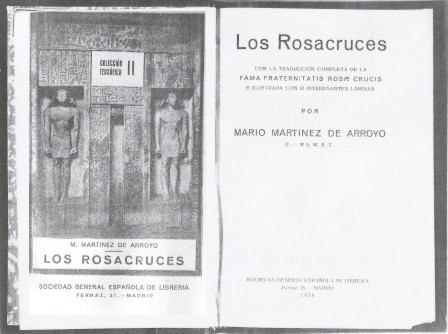 COLECCIÓN
TEOSÓFICA
II
M. MARTINEZ DE ARROYO
LOS ROSACRUCES
SOCIEDAD GENERAL ESPAÑOLA DE LIBRERIA
FERRAZ, 21.—MADRID
Los Rosacruces
CON LA TRADUCCIÓN COMPLETA DE LA
FAMA FRATERNITATIS ROSÆ CRUCIS
E ILUSTRADA CON INTERESANTES LÁMINAS
POR
MARIO MARTINEZ DE ARROYO
SOCIEDAD GENERAL ESPAÑOLA DE LIBRERIA
Ferraz, 21.—MADRID